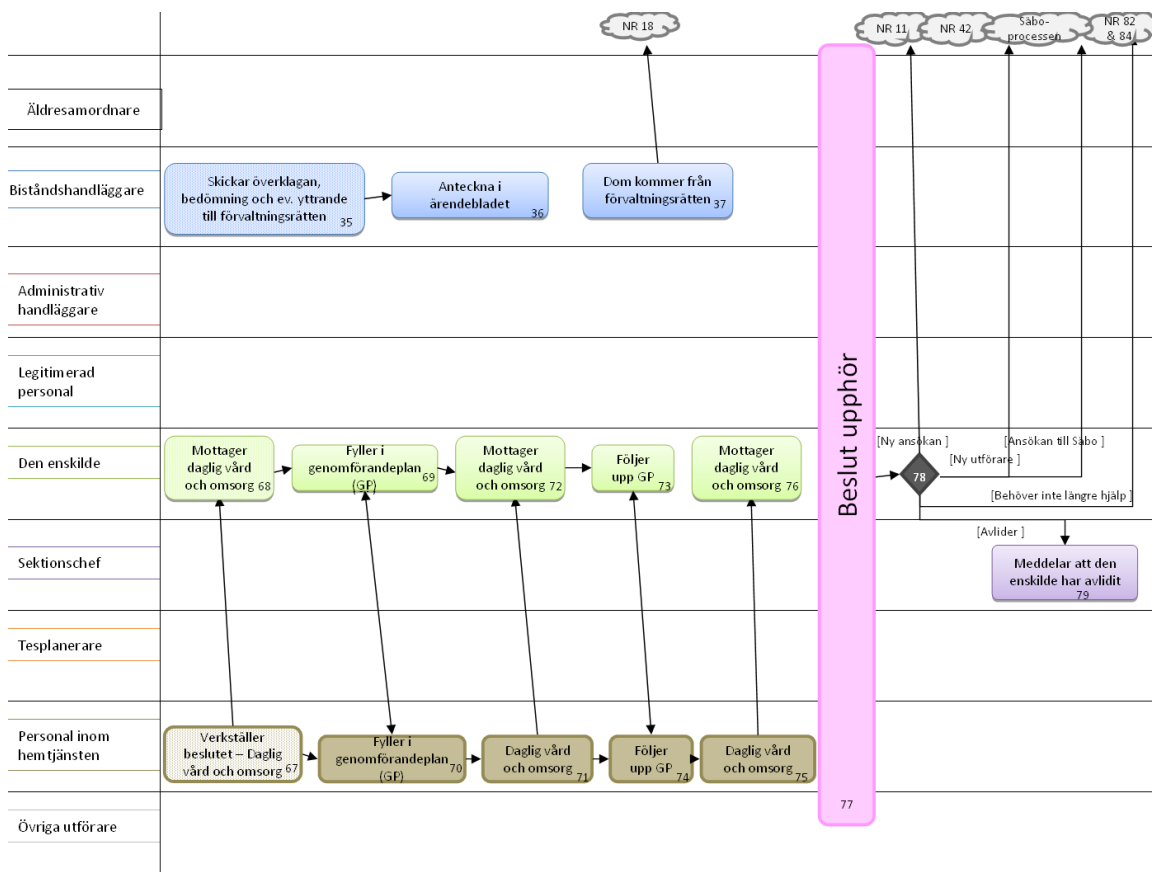 NR 18
NR 11
NR 42
Säbo-
processen
NR 82
& 84
Äldresamordnare
Biståndshandläggare
Skickar överklagan,
bedömning och ev. yttrande
till förvaltningsrätten
35
Anteckna i
ärendebladet
36
Dom kommer från
förvaltningsrätten
37
Administrativ
handläggare
Legitimerad
personal
Beslut upphör
77
Den enskilde
Mottager
daglig vård
och omsorg 68
Fyller i
genomförandeplan
(GP)
69
Mottager
daglig vård
och omsorg 72
Följer
upp GP
73
Mottager
daglig vård
och omsorg 76
[Ny ansökan ]
[Ansökan till Säbo ]
[Ny utförare ]
78
[Behöver inte längre hjälp ]
[Avlider ]
Sektionschef
Meddelar att den
enskilde har avlidit
79
Tesplanerare
Personal inom
hemtjänsten
Verkställer
beslutet – Daglig
vård och omsorg 67
Fyller i
genomförandeplan
(GP)
70
Daglig vård
och omsorg
71
Följer
upp GP
74
Daglig vård
och omsorg
75
Övriga utförare